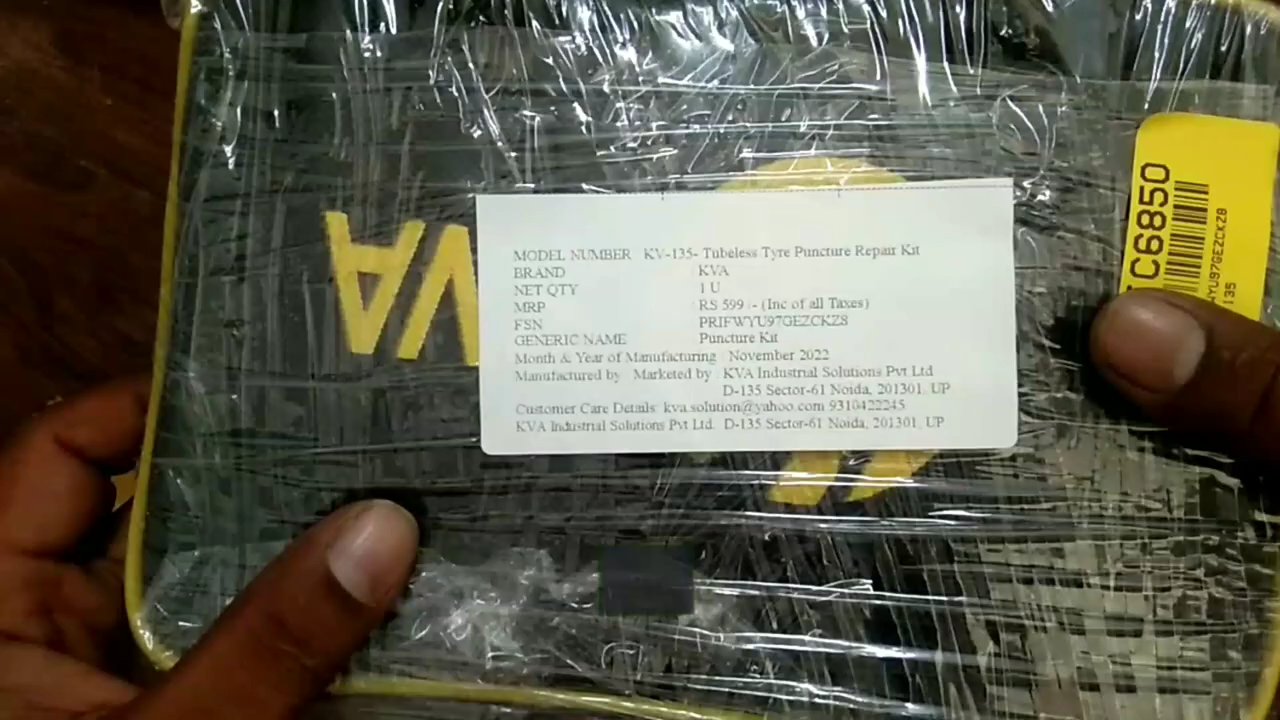 MODEL NUMBER KV-135- Tubeless Tyre Puncture Repair Kit
BRAND KVA
NET QTY 1 U
MRP RS 599 - (Inc of all Taxes)
FSN PRIFWYU97GEZCKZ8
GENERIC NAME Puncture Kit
Month & Year of Manufacturing November 2022
Manufactured by Marketed by KVA Industrial Solutions Pvt Ltd
D-135 Sector-61 Noida, 201301, UP
Customer Care Details: kva.solution@yahoo.com 9310422245
KVA Industrial Solutions Pvt Ltd. D-135 Sector-61 Noida, 201301, UP
VA
C6850
WYU97GEZCKZ8
135